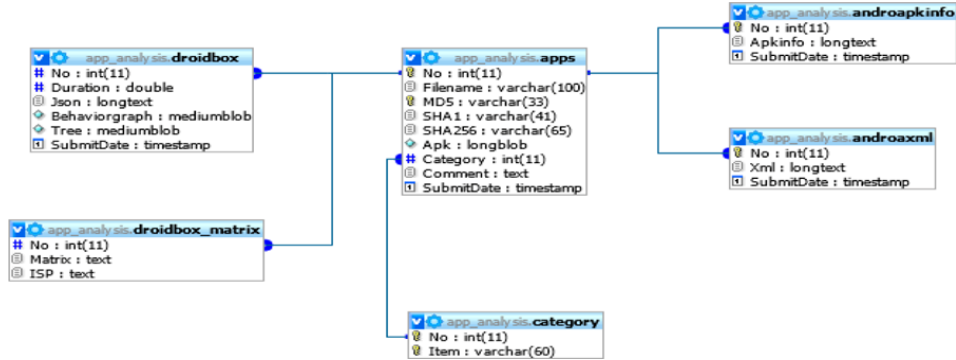 app_analysis.droidbox
No : int(11)
Duration : double
Json : longtext
Behaviorgraph : mediumblob
Tree : mediumblob
SubmitDate : timestamp
app_analysis.droidbox_matrix
No : int(11)
Matrix : text
ISP : text
app_analysis.apps
No : int(11)
Filename : varchar(100)
MD5 : varchar(33)
SHA1 : varchar(41)
SHA256 : varchar(65)
Apk : longblob
Category : int(11)
Comment : text
SubmitDate : timestamp
app_analysis.category
No : int(11)
Item : varchar(60)
app_analysis.androapkinfo
No : int(11)
Apkinfo : longtext
SubmitDate : timestamp
app_analysis.androaxml
No : int(11)
Xml : longtext
SubmitDate : timestamp